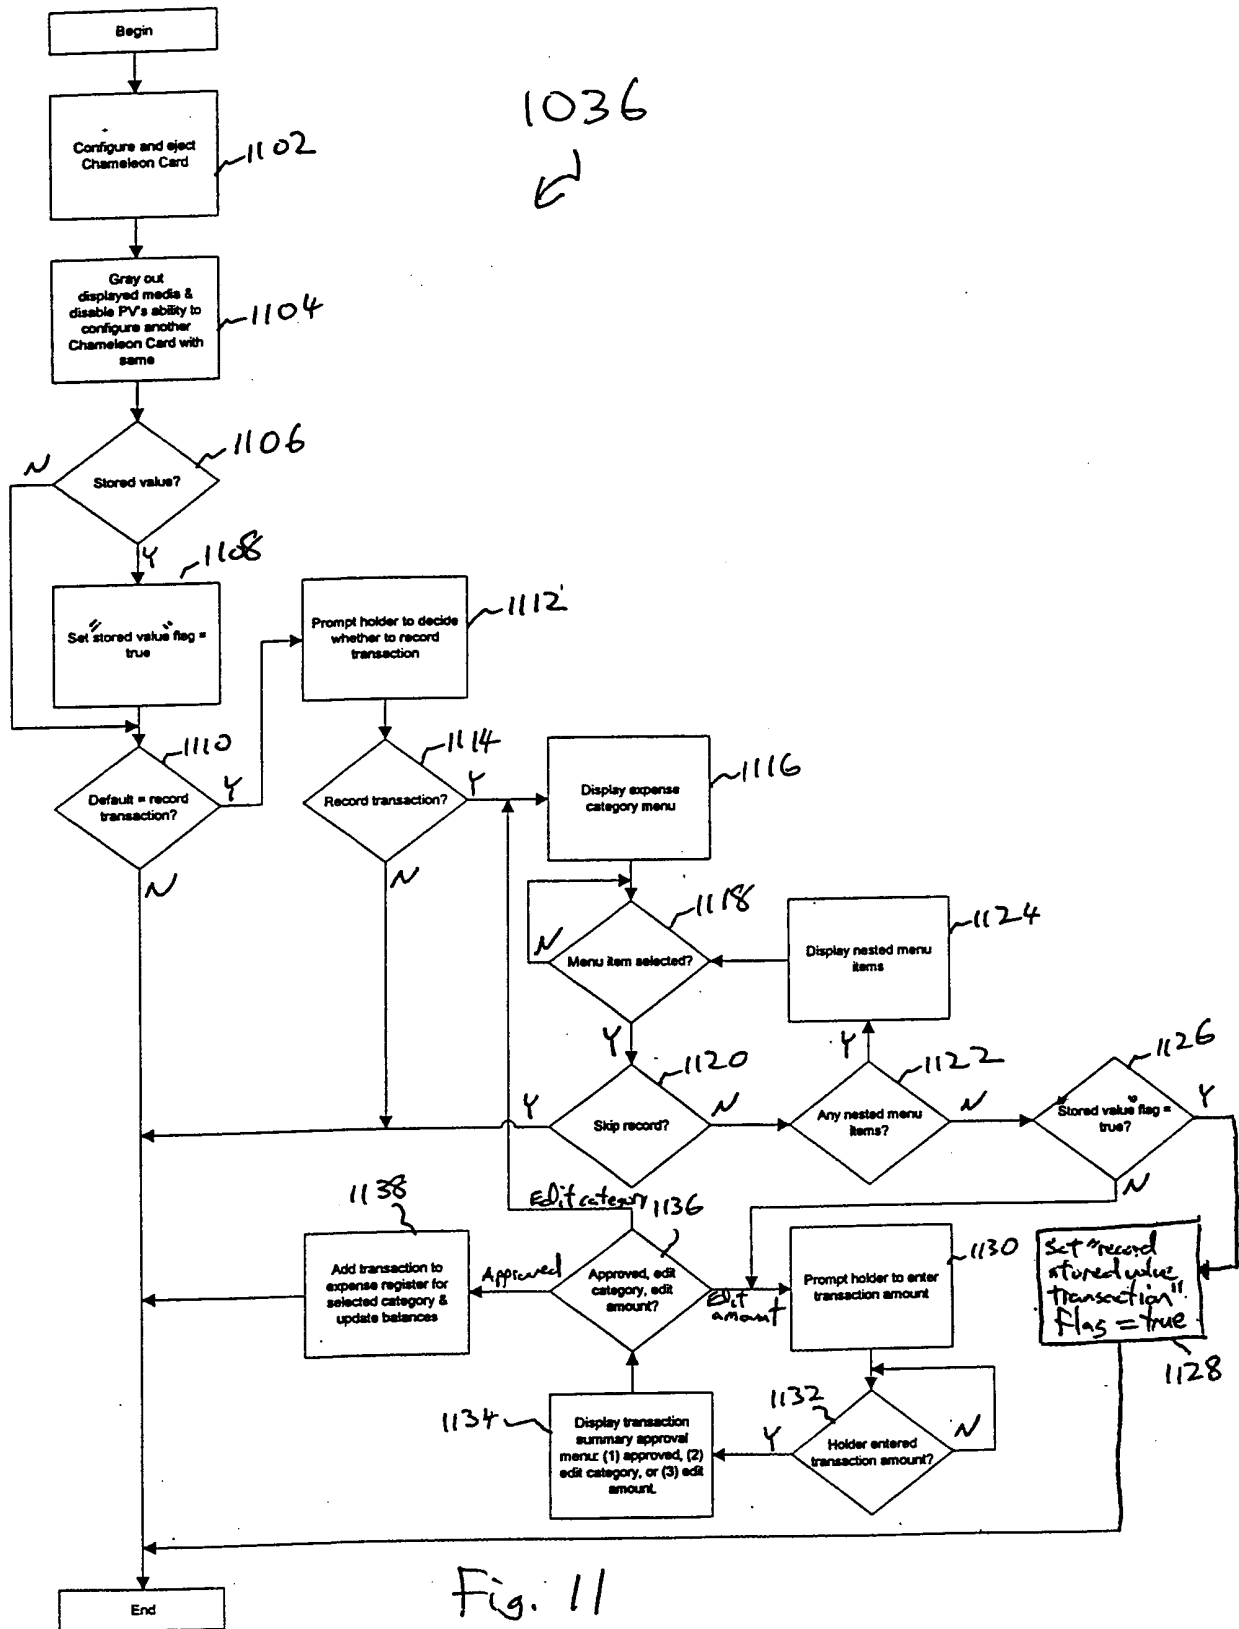 Begin
1036
Configure and eject
Chameleon Card
1102
Gray out
displayed media &
disable PV's ability to
configure another
Chameleon Card with
same
1104
1106
N
Stored value?
Y
1108
Set "stored value" flag =
true
1112
Prompt holder to decide
whether to record
transaction
1110
Default = record
transaction?
Y
N
1114
Record transaction?
Y
N
1116
Display expense
category menu
1118
N
Menu item selected?
Y
1124
Display nested menu
items
1120
Y
Skip record?
N
1122
Y
Any nested menu
items?
N
1126
Stored value" flag =
true?
Y
N
1138
Add transaction to
expense register for
selected category &
update balances
Edit category
1136
Approved
Approved, edit
category, edit
amount?
Edit
amount
1130
Prompt holder to enter
transaction amount
Set "record
stored value
transaction"
Flag = true
1128
1134
Display transaction
summary approval
menu: (1) approved, (2)
edit category, or (3) edit
amount.
1132
Y
Holder entered
transaction amount?
N
End
Fig. 11